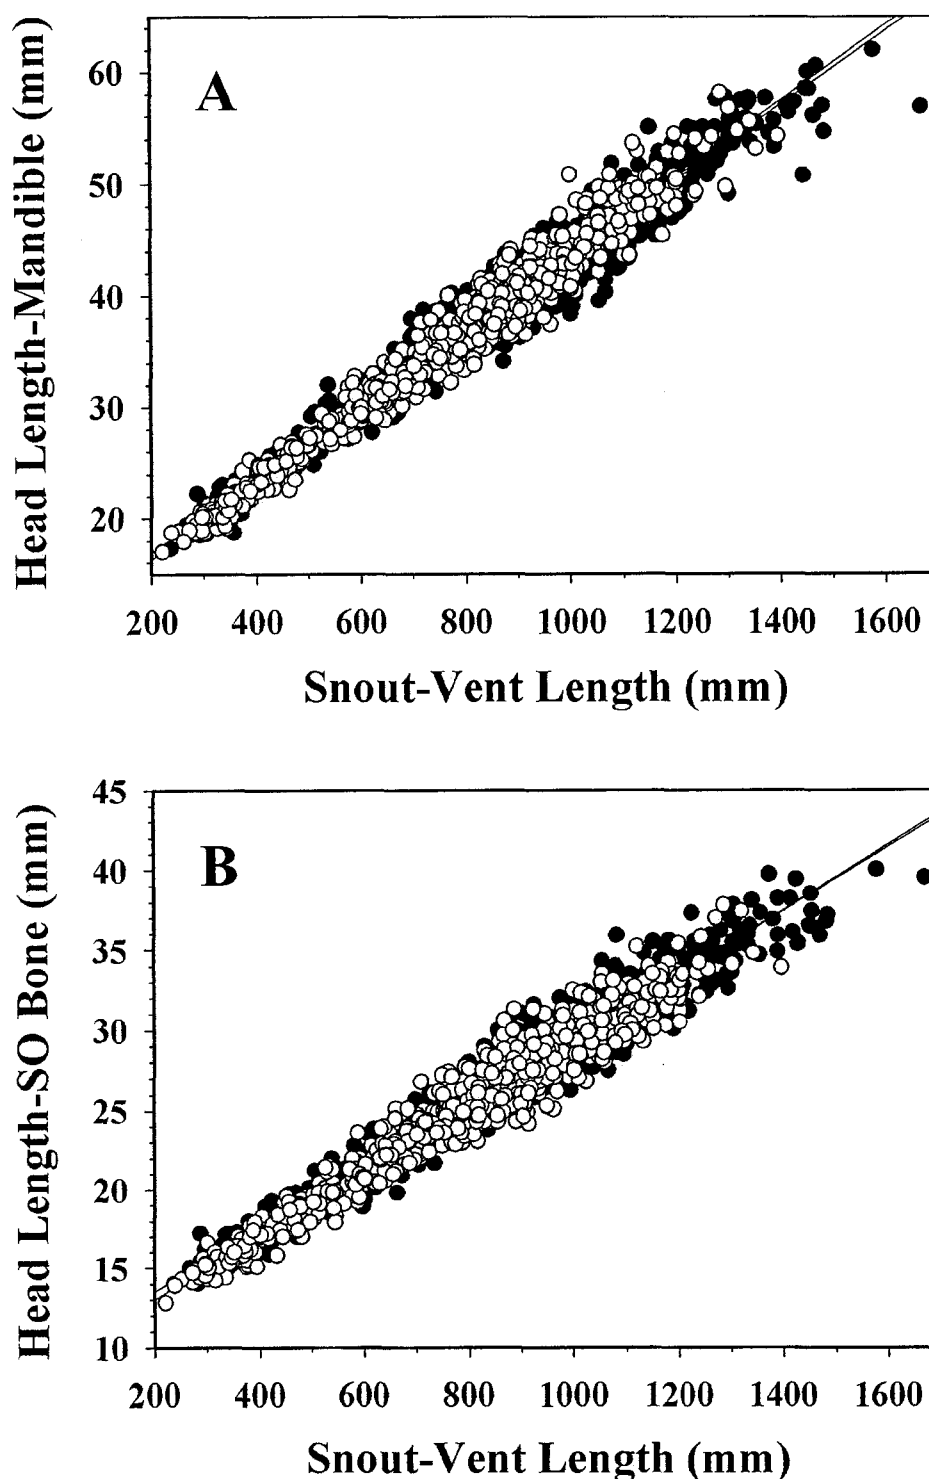 A
Head Length-Mandible (mm)
60
50
40
30
20
200 400 600 800 1000 1200 1400 1600
Snout-Vent Length (mm)
B
Head Length-SO Bone (mm)
45
40
35
30
25
20
15
10
200 400 600 800 1000 1200 1400 1600
Snout-Vent Length (mm)